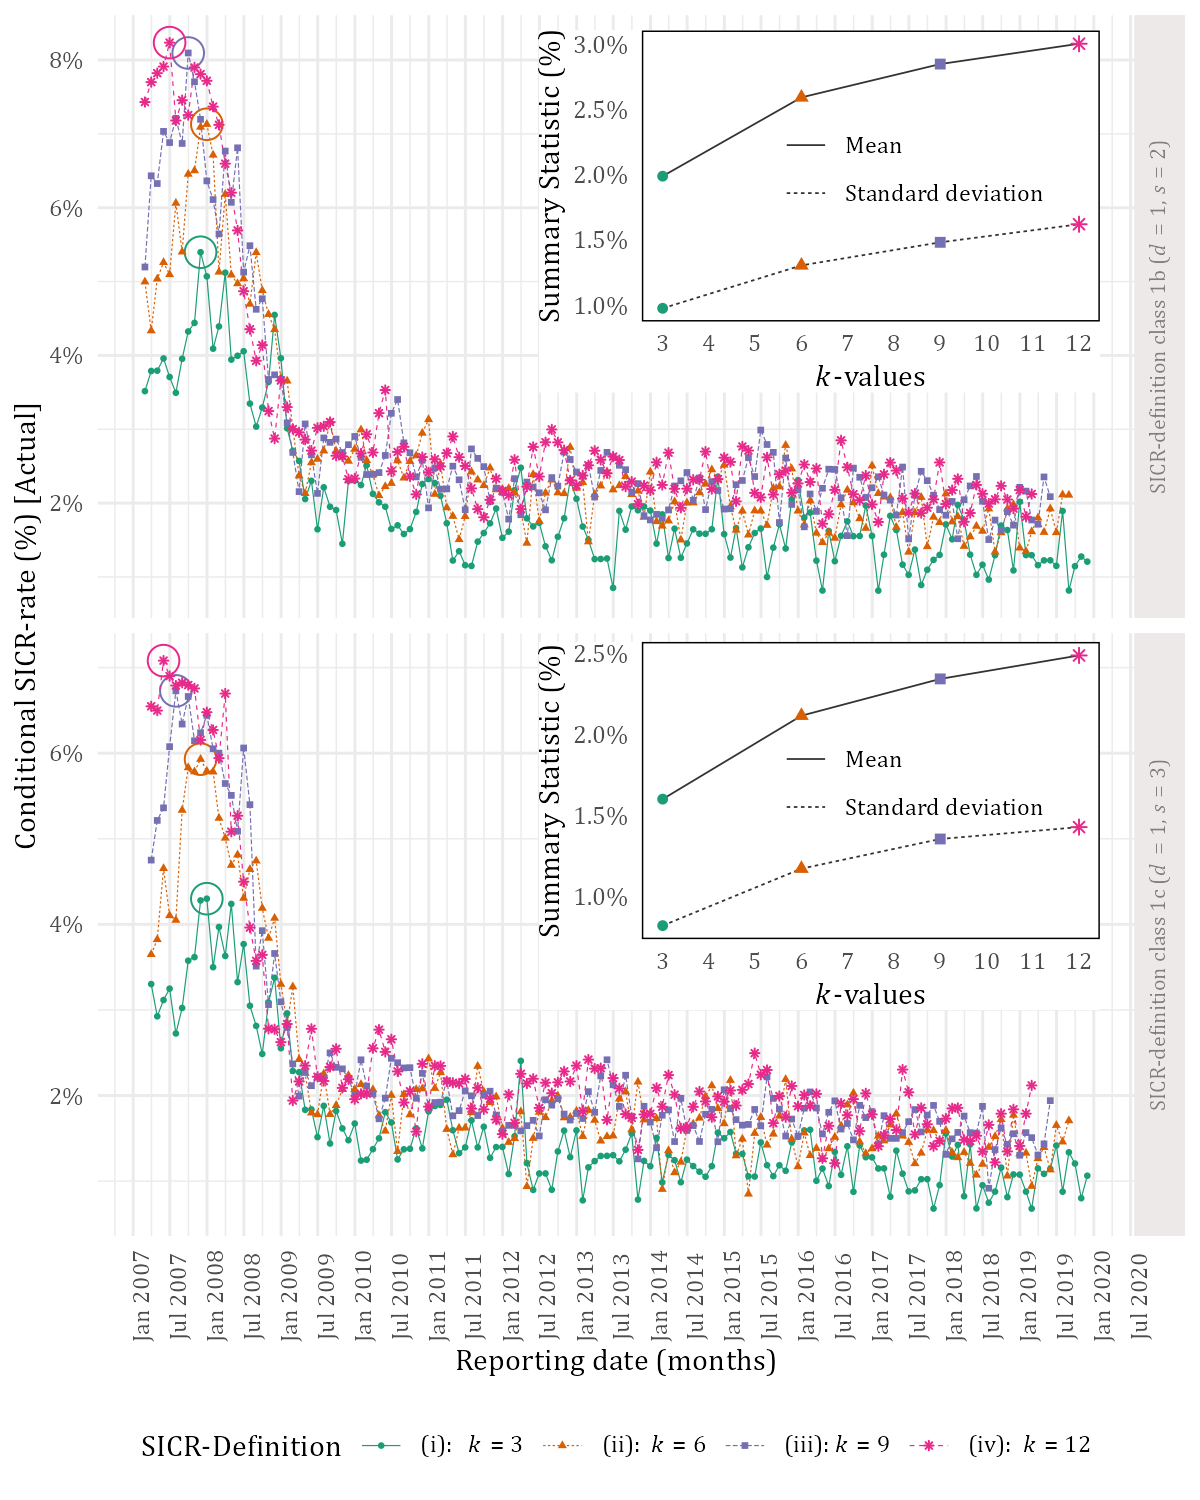 Conditional SICR-rate (%) [Actual]
8%
6%
4%
2%
Summary Statistic (%)
3.0%
2.5%
2.0%
1.5%
1.0%
Mean
Standard deviation
3 4 5 6 7 8 9 10 11 12
k-values
SICR-definition class 1b (d = 1, s = 2)
6%
4%
2%
Summary Statistic (%)
2.5%
2.0%
1.5%
1.0%
Mean
Standard deviation
3 4 5 6 7 8 9 10 11 12
k-values
SICR-definition class 1c (d = 1, s = 3)
Jan 2007
Jul 2007
Jan 2008
Jul 2008
Jan 2009
Jul 2009
Jan 2010
Jul 2010
Jan 2011
Jul 2011
Jan 2012
Jul 2012
Jan 2013
Jul 2013
Jan 2014
Jul 2014
Jan 2015
Jul 2015
Jan 2016
Jul 2016
Jan 2017
Jul 2017
Jan 2018
Jul 2018
Jan 2019
Jul 2019
Jan 2020
Jul 2020
Reporting date (months)
SICR-Definition (i): k = 3 (ii): k = 6 (iii): k = 9 (iv): k = 12